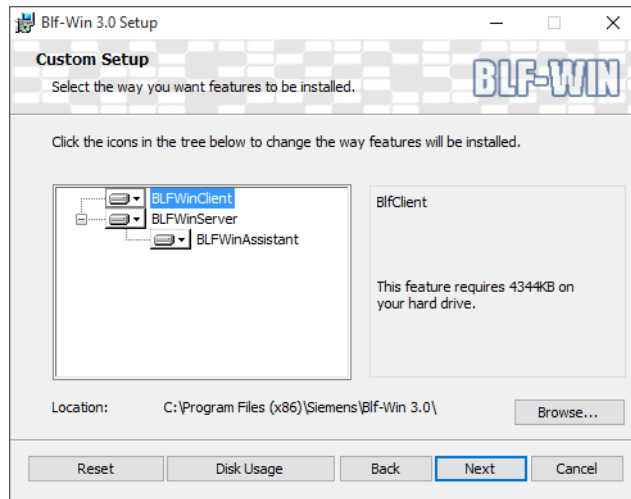 Blf-Win 3.0 Setup
Custom Setup
Select the way you want features to be installed.
BLF-WIN
Click the icons in the tree below to change the way features will be installed.
BLFWinClient
BLFWinServer
BLFWinAssistant
BlfClient
This feature requires 4344KB on
your hard drive.
Location: C:\Program Files (x86)\Siemens\Blf-Win 3.0\
Browse...
Reset Disk Usage Back Next Cancel